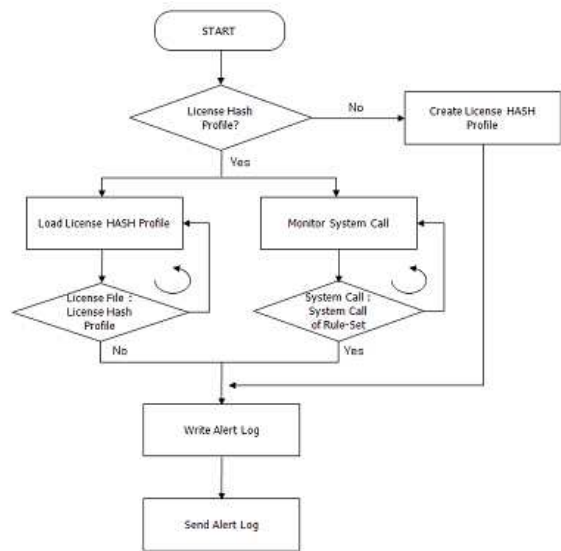 START
License Hash
Profile?
No
Create License HASH
Profile
Yes
Load License HASH Profile
Monitor System Call
License File :
License Hash
Profile
System Call :
System Call
of Rule-Set
No
Yes
Write Alert Log
Send Alert Log